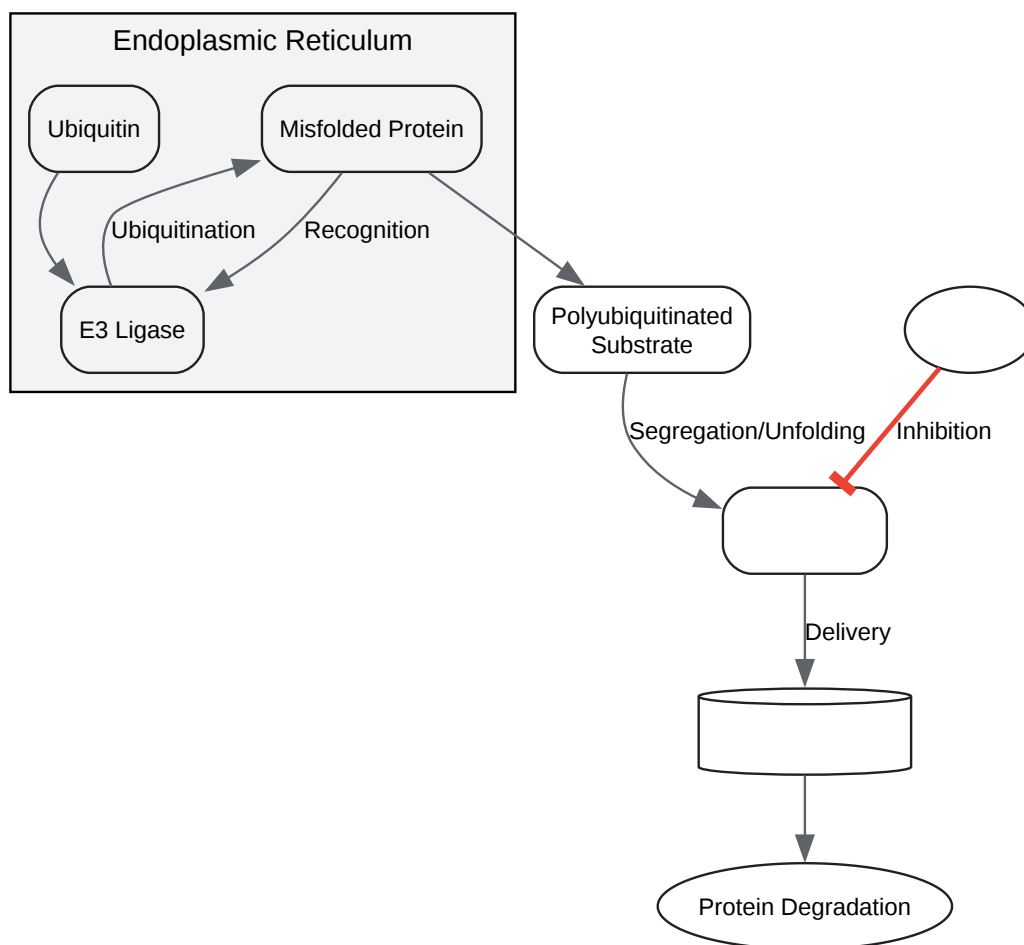 Endoplasmic Reticulum
Ubiquitin
Misfolded Protein
Ubiquitination
Recognition
E3 Ligase
Polyubiquitinated
Substrate
Segregation/Unfolding
Inhibition
Delivery
Protein Degradation